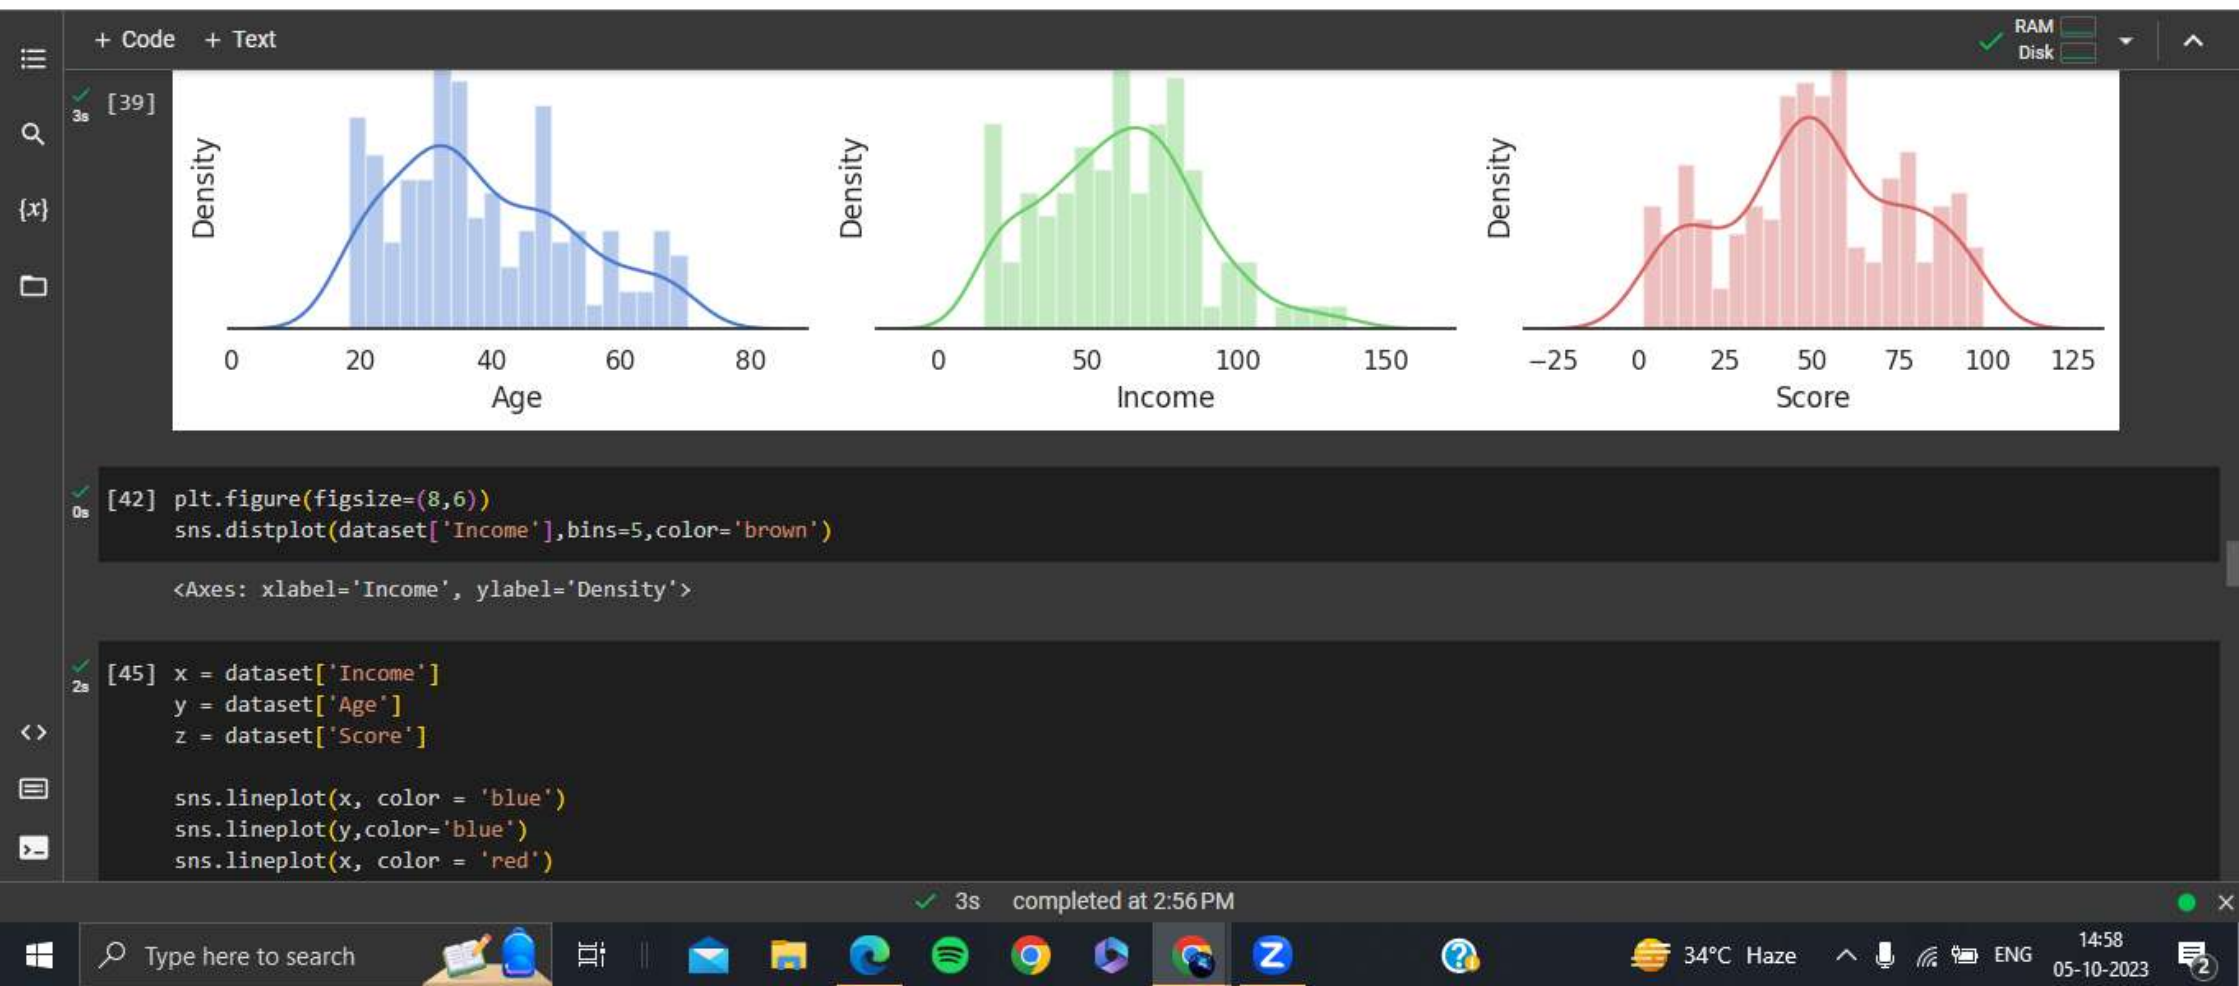 + Code + Text
RAM
Disk
3s
[39]
Density
0 20 40 60 80
Age
Density
0 50 100 150
Income
Density
−25 0 25 50 75 100 125
Score
{x}
0s
[42] plt.figure(figsize=(8,6))
sns.distplot(dataset['Income'],bins=5,color='brown')
<Axes: xlabel='Income', ylabel='Density'>
2s
[45] x = dataset['Income']
y = dataset['Age']
z = dataset['Score']
sns.lineplot(x, color = 'blue')
sns.lineplot(y,color='blue')
sns.lineplot(x, color = 'red')
3s completed at 2:56 PM
Type here to search
Z
34°C Haze
ENG
14:58
05-10-2023
2